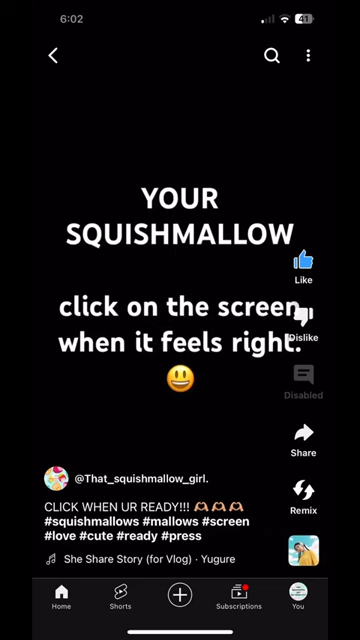 6:02
41
YOUR
SQUISHMALLOW
click on the screen
when it feels right.
Like
Dislike
Disabled
Share
Remix
@That_squishmallow_girl.
CLICK WHEN UR READY!!! 🫶🏼🫶🏼🫶🏼
#squishmallows #mallows #screen
#love #cute #ready #press
She Share Story (for Vlog) · Yugure
Home
Shorts
Subscriptions
You